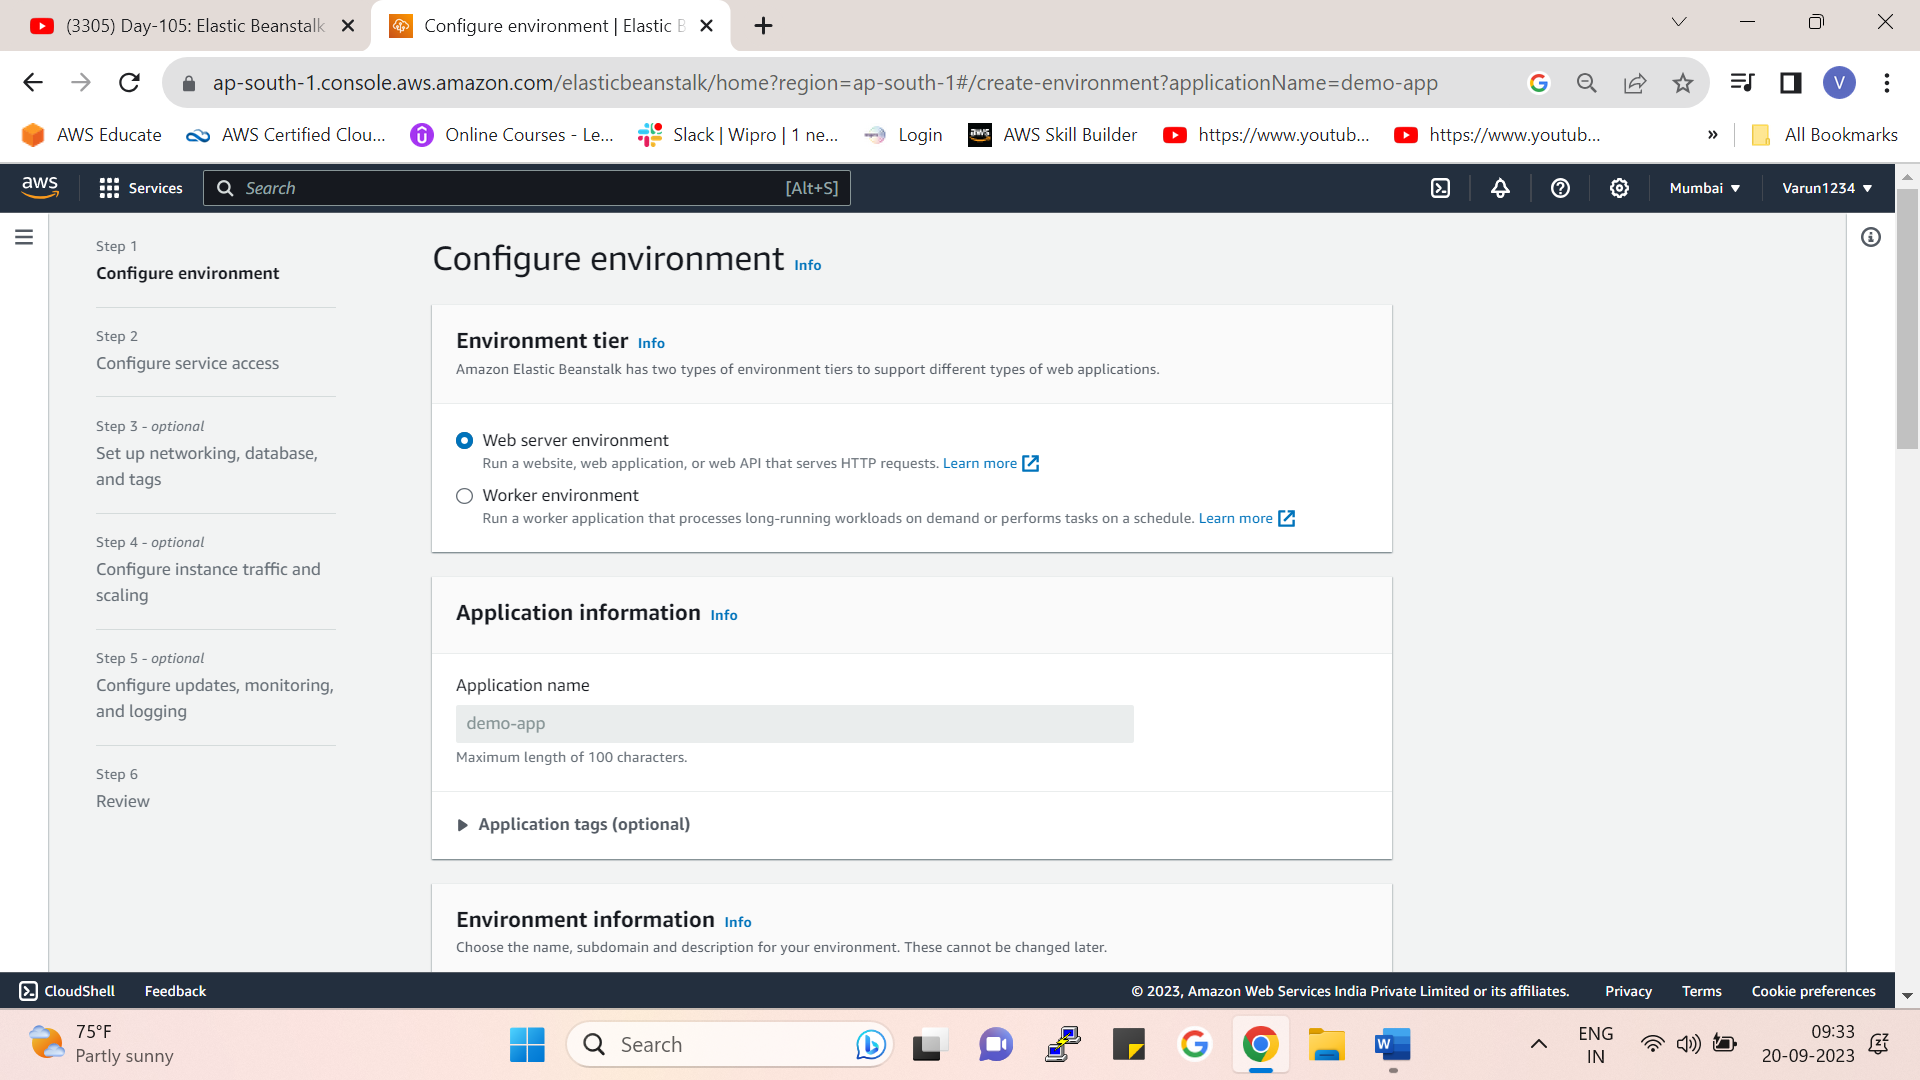 (3305) Day-105: Elastic Beanstalk
Configure environment | Elastic B
ap-south-1.console.aws.amazon.com/elasticbeanstalk/home?region=ap-south-1#/create-environment?applicationName=demo-app
V
AWS Educate
AWS Certified Clou...
Online Courses - Le...
Slack | Wipro | 1 ne...
Login
AWS Skill Builder
https://www.youtub...
https://www.youtub...
»
All Bookmarks
aws
Services
Search
[Alt+S]
Mumbai
Varun1234
Step 1
Configure environment
Step 2
Configure service access
Step 3 - optional
Set up networking, database,
and tags
Step 4 - optional
Configure instance traffic and
scaling
Step 5 - optional
Configure updates, monitoring,
and logging
Step 6
Review
Configure environment Info
Environment tier Info
Amazon Elastic Beanstalk has two types of environment tiers to support different types of web applications.
Web server environment
Run a website, web application, or web API that serves HTTP requests. Learn more
Worker environment
Run a worker application that processes long-running workloads on demand or performs tasks on a schedule. Learn more
Application information Info
Application name
demo-app
Maximum length of 100 characters.
Application tags (optional)
Environment information Info
Choose the name, subdomain and description for your environment. These cannot be changed later.
CloudShell
Feedback
© 2023, Amazon Web Services India Private Limited or its affiliates.
Privacy
Terms
Cookie preferences
75°F
Partly sunny
Search
ENG
IN
09:33
20-09-2023